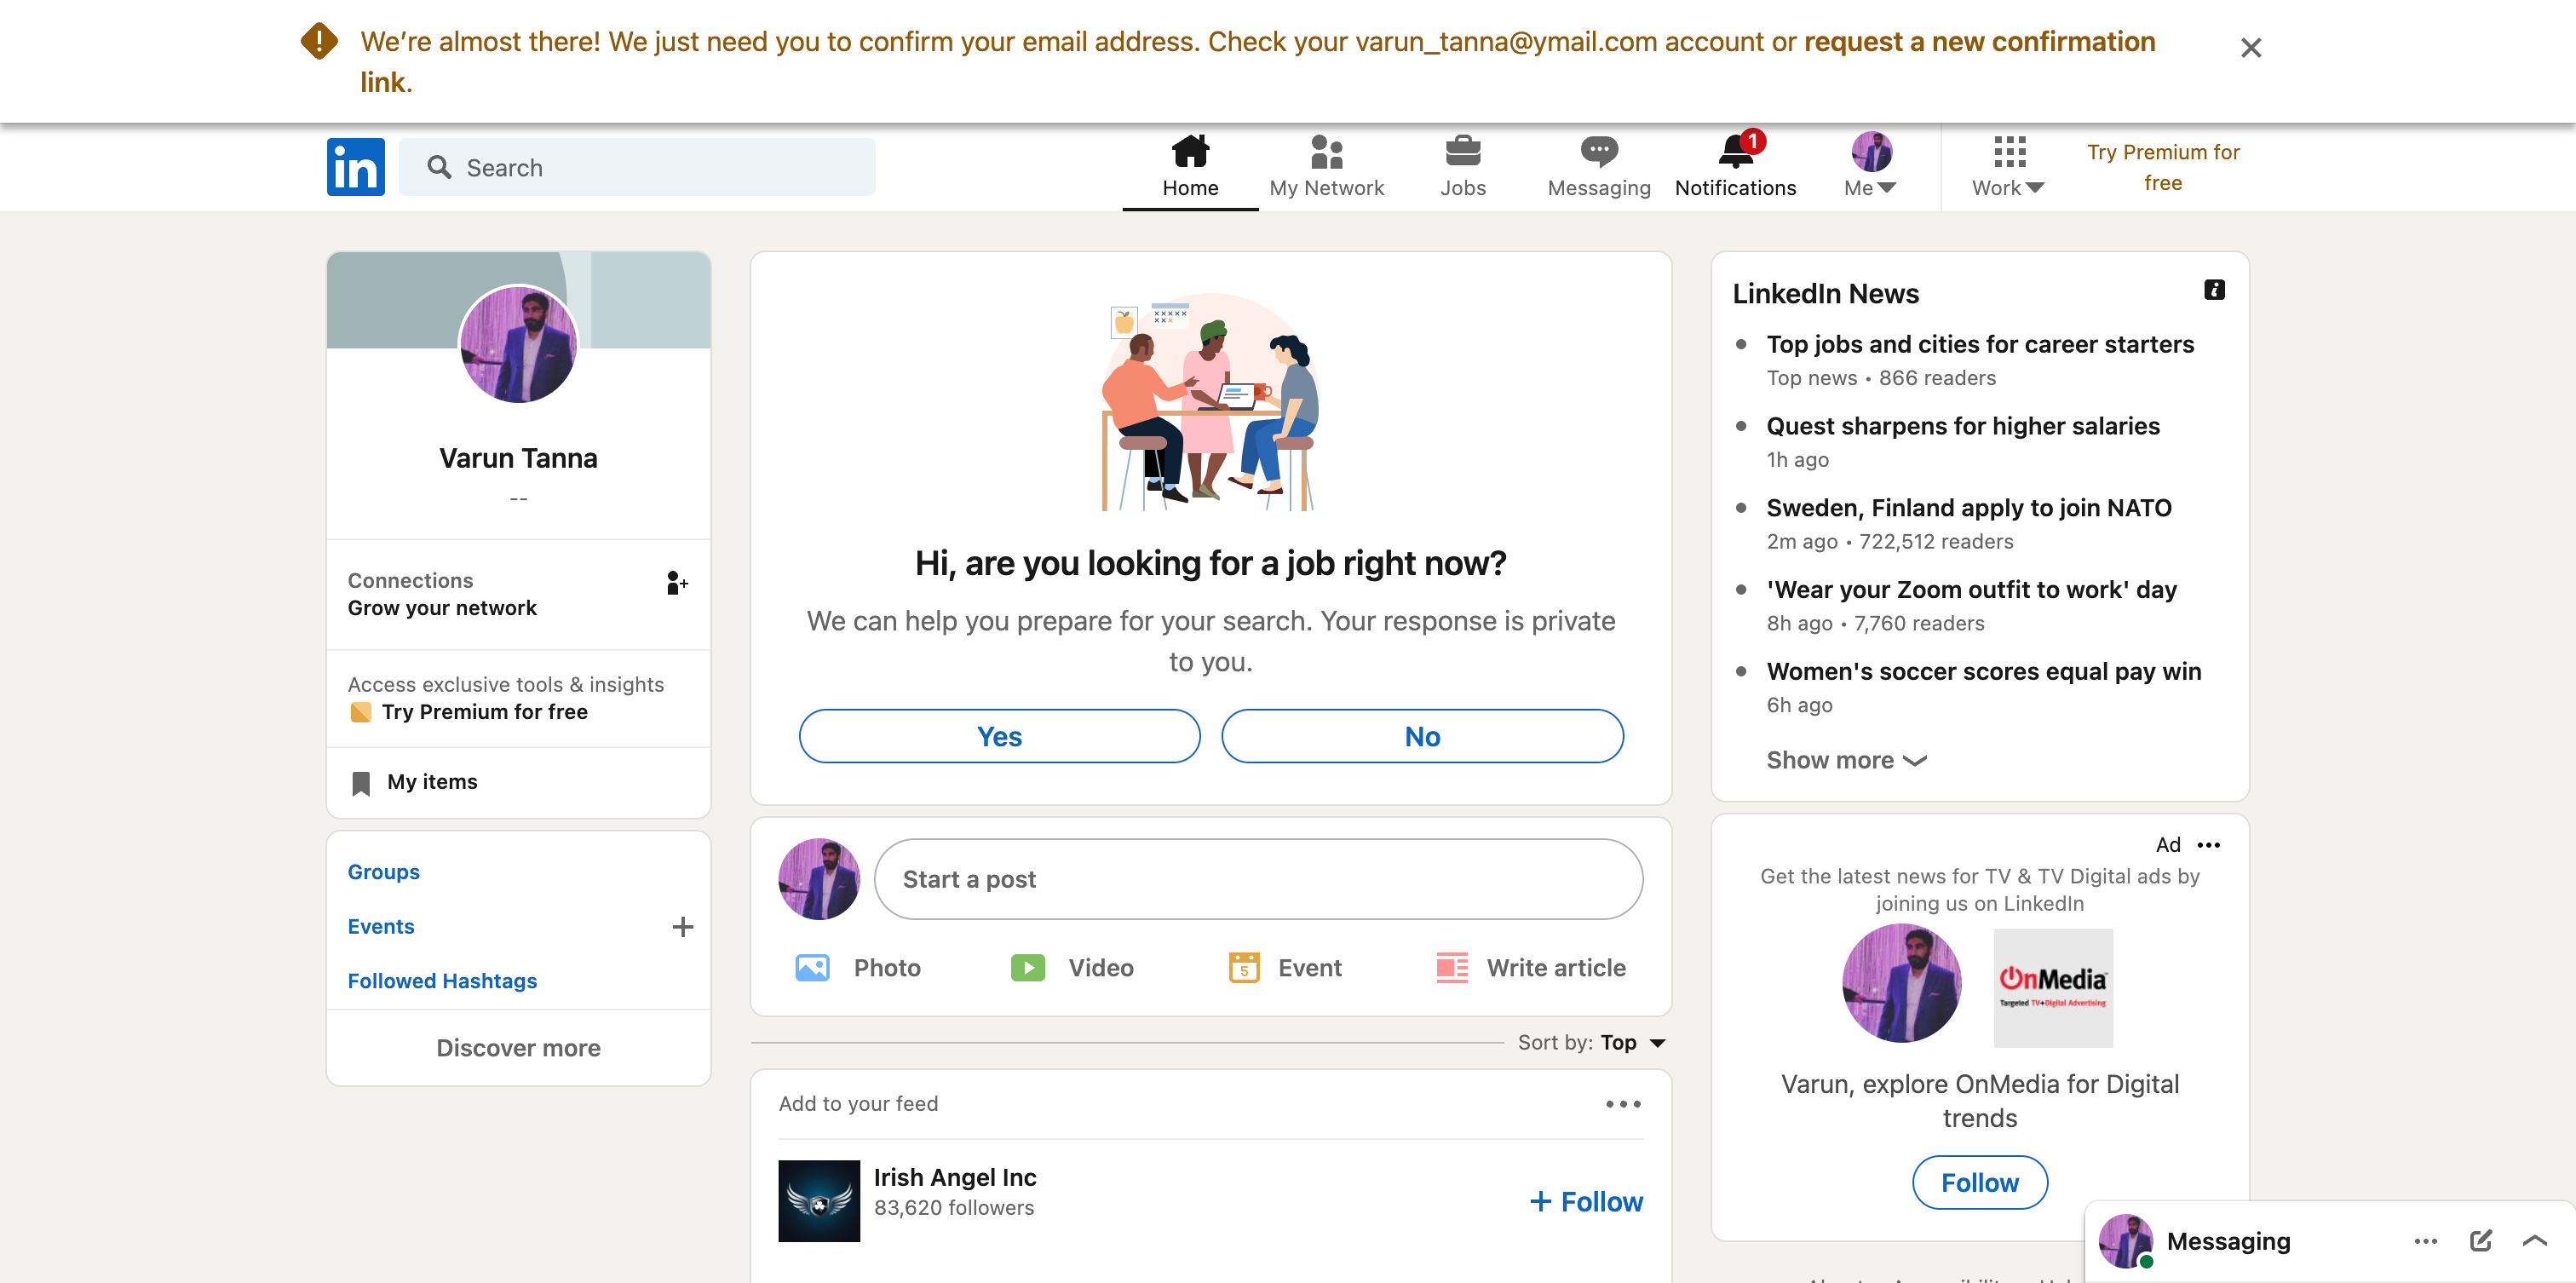 We're almost there! We just need you to confirm your email address. Check your varun_tanna@ymail.com account or request a new confirmation
link.
in
Search
Home
My Network
Jobs
Messaging
1
Notifications
Me
Work
Try Premium for
free
Varun Tanna
--
Connections
Grow your network
Access exclusive tools & insights
Try Premium for free
My items
Groups
Events
Followed Hashtags
Discover more
Hi, are you looking for a job right now?
We can help you prepare for your search. Your response is private
to you.
Yes
No
Start a post
Photo
Video
5
Event
Write article
Sort by: Top
Add to your feed
Irish Angel Inc
83,620 followers
+ Follow
LinkedIn News
Top jobs and cities for career starters
Top news • 866 readers
Quest sharpens for higher salaries
1h ago
Sweden, Finland apply to join NATO
2m ago • 722,512 readers
'Wear your Zoom outfit to work' day
8h ago • 7,760 readers
Women's soccer scores equal pay win
6h ago
Show more
Ad
Get the latest news for TV & TV Digital ads by
joining us on LinkedIn
OnMedia
Targeted TV+Digital Advertising
Varun, explore OnMedia for Digital
trends
Follow
Messaging